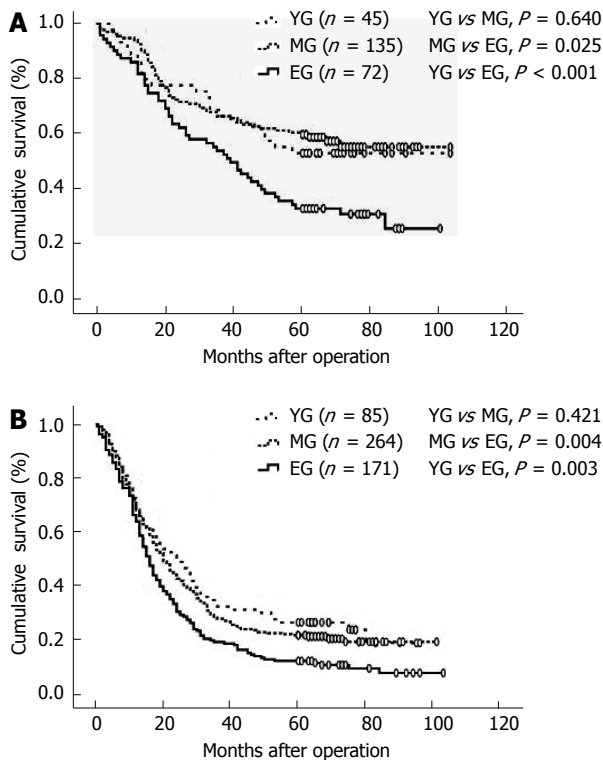 A
YG (n = 45) YG vs MG, P = 0.640
MG (n = 135) MG vs EG, P = 0.025
EG (n = 72) YG vs EG, P < 0.001
Cumulative survival (%)
1.0
0.8
0.6
0.4
0.2
0.0
0 20 40 60 80 100 120
Months after operation
B
YG (n = 85) YG vs MG, P = 0.421
MG (n = 264) MG vs EG, P = 0.004
EG (n = 171) YG vs EG, P = 0.003
Cumulative survival (%)
1.0
0.8
0.6
0.4
0.2
0.0
0 20 40 60 80 100 120
Months after operation